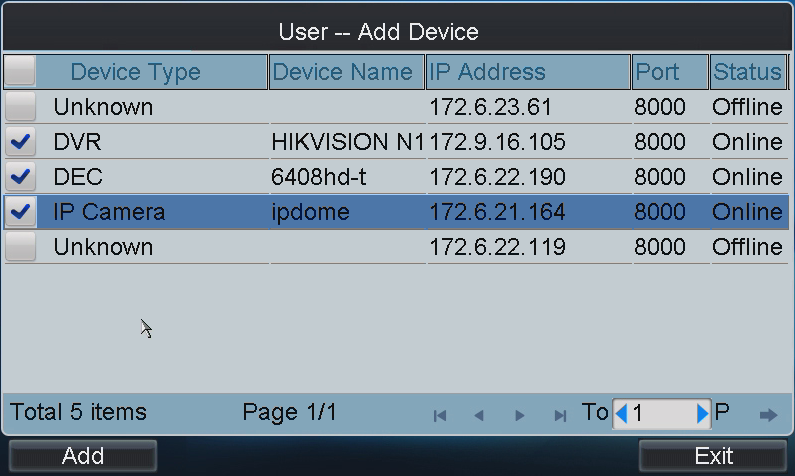 User -- Add Device
Device Type Device Name IP Address Port Status
Unknown 172.6.23.61 8000 Offline
DVR HIKVISION N1 172.9.16.105 8000 Online
DEC 6408hd-t 172.6.22.190 8000 Online
IP Camera ipdome 172.6.21.164 8000 Online
Unknown 172.6.22.119 8000 Offline
Total 5 items Page 1/1 To 1 P
Add Exit